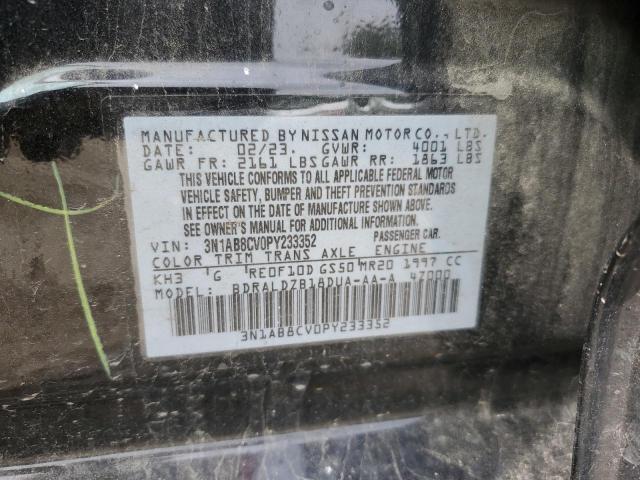 MANUFACTURED BY NISSAN MOTOR CO., LTD.
DATE: 02/23. GVWR: 4001 LBS
GAWR FR: 2161 LBS GAWR RR: 1863 LBS
THIS VEHICLE CONFORMS TO ALL APPLICABLE FEDERAL MOTOR
VEHICLE SAFETY, BUMPER AND THEFT PREVENTION STANDARDS
IN EFFECT ON THE DATE OF MANUFACTURE SHOWN ABOVE.
SEE OWNER'S MANUAL FOR ADDITIONAL INFORMATION.
VIN: 3N1AB8CV0PY233352 PASSENGER CAR.
COLOR TRIM TRANS AXLE ENGINE
KH3 G RE0F10D GS50 MR20 1997 CC
MODEL: BDRALDZB18DUA-AA-A 47000
3N1AB8CV0PY233352